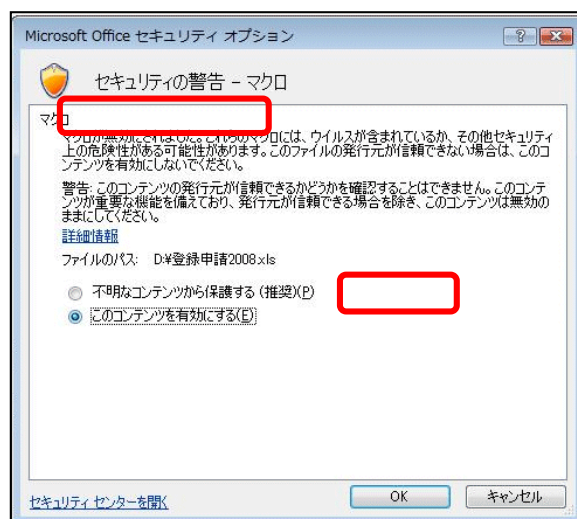 Microsoft Office セキュリティ オプション
セキュリティの警告 - マクロ
マクロ
マクロが無効にされました。これらのマクロには、ウイルスが含まれているか、その他セキュリティ
上の危険性がある可能性があります。このファイルの発行元が信頼できない場合は、このコ
ンテンツを有効にしないでください。
警告: このコンテンツの発行元が信頼できるかどうかを確認することはできません。このコンテ
ンツが重要な機能を備えており、発行元が信頼できる場合を除き、このコンテンツは無効の
ままにしてください。
詳細情報
ファイルのパス: D:¥登録申請2008.xls
不明なコンテンツから保護する (推奨)(P)
このコンテンツを有効にする(E)
セキュリティ センターを開く
OK
キャンセル